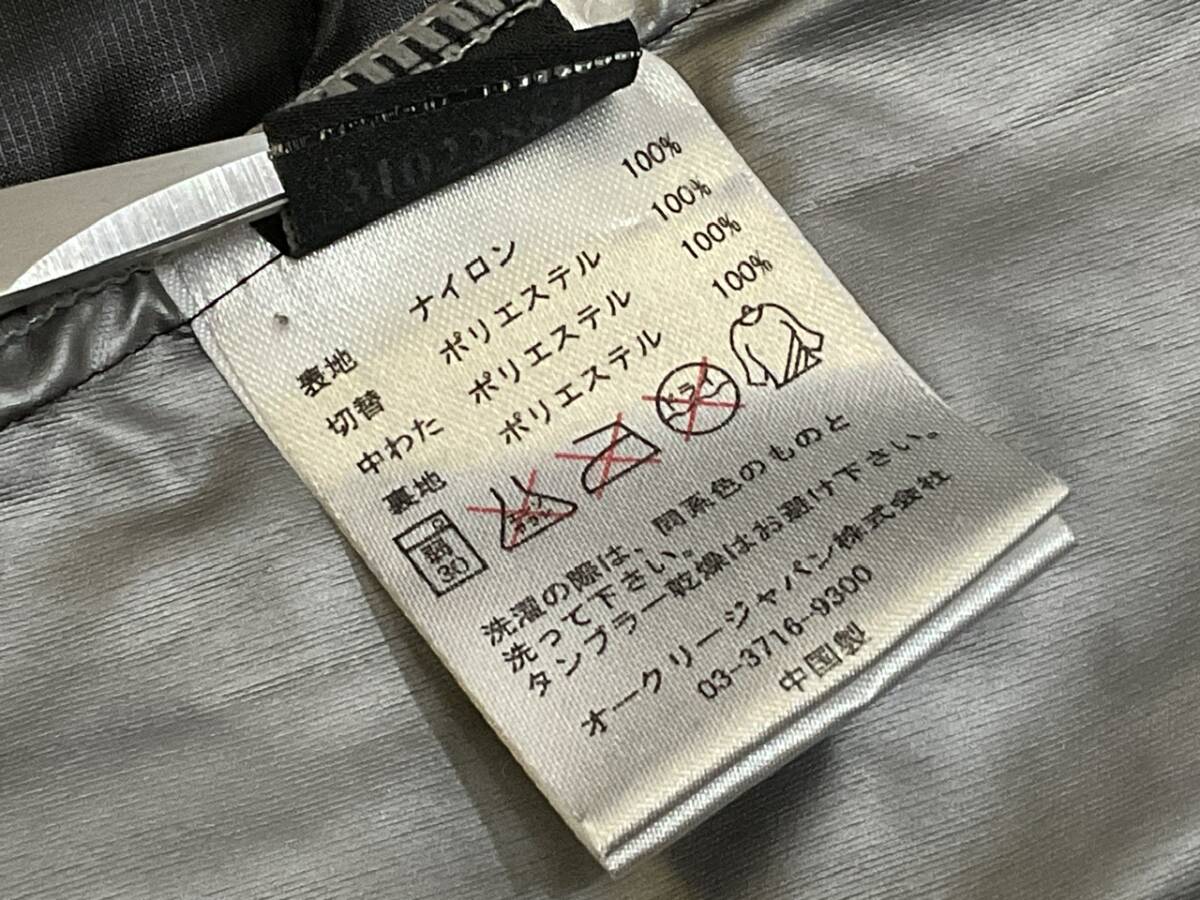 表地 ナイロン 100%
切替 ポリエステル 100%
中わた ポリエステル 100%
裏地 ポリエステル 100%
弱
30
ドライ
洗濯の際は、同系色のものと
洗って下さい。
タンブラー乾燥はお避け下さい。
オークリージャパン株式会社
03-3716-9300
中国製